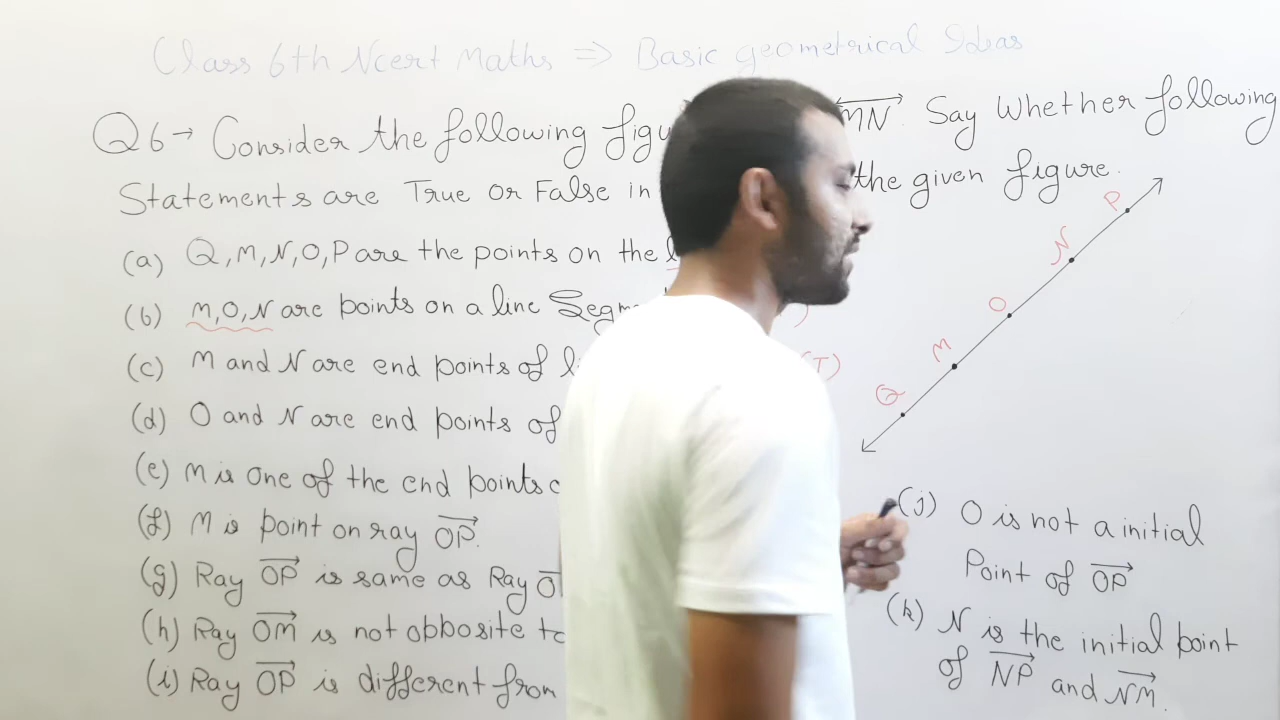 Class 6th Ncert Maths ⇒ Basic geometrical Ideas
Q6→ Consider the following MN. Say Whether following
Statements are True or False in the given figure.
(a) Q, M, N, O, P are the points on the
(b) M, O, N are points on a line
(c) M and N are end points of (T)
(d) O and N are end points of
(e) M is One of the end points
(f) M is point on ray OP.
(g) Ray OP is same as Ray
(h) Ray OM is not opposite to
(i) Ray OP is different from
P
N
O
M
Q
(j) O is not a initial
Point of OP
(k) N is the initial point
of NP and NM.